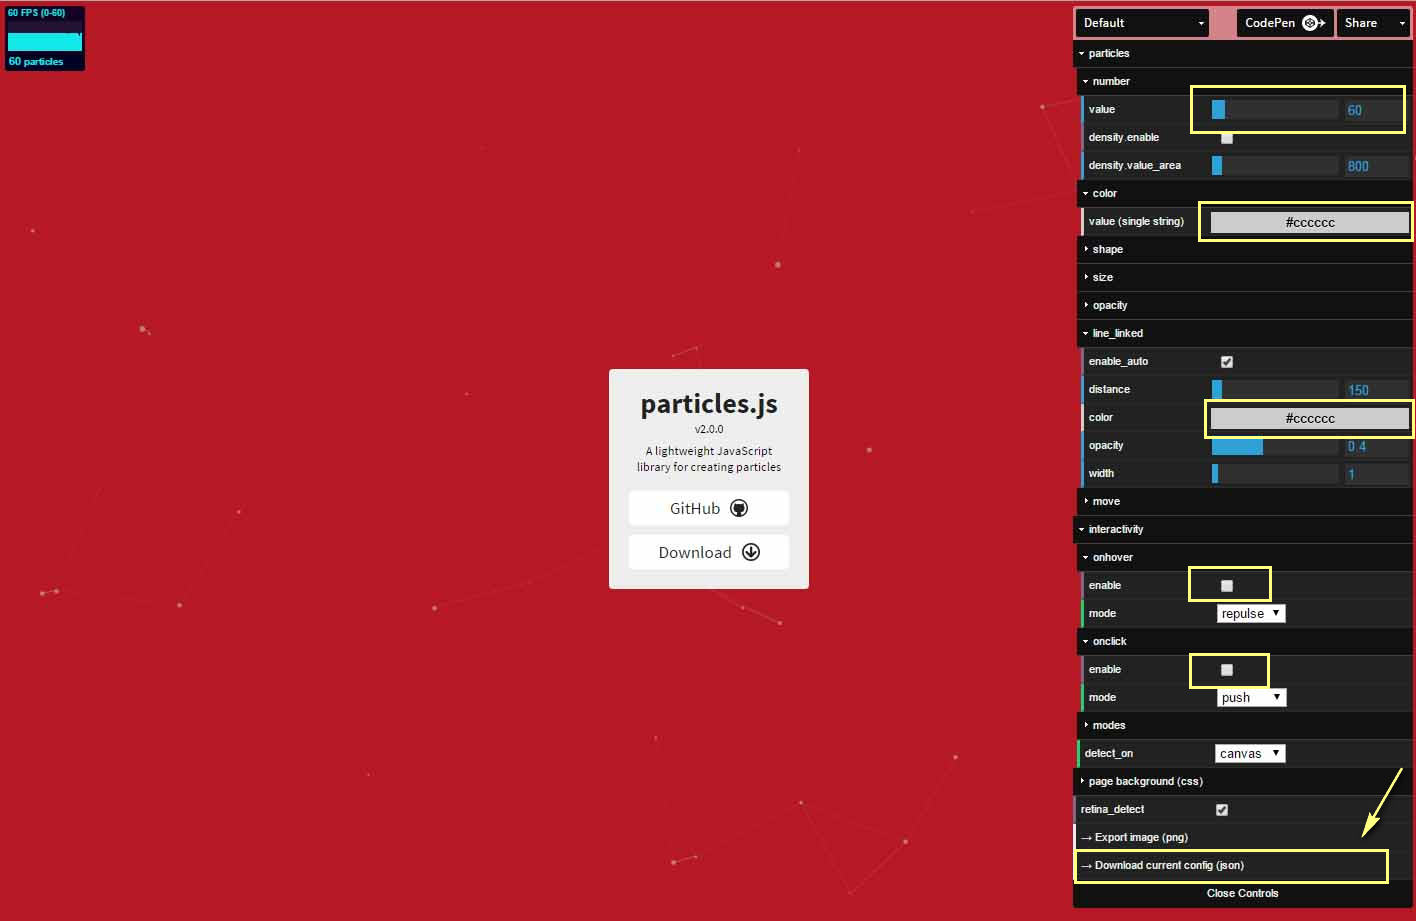 60 FPS (0-60)
60 particles
particles.js
v2.0.0
A lightweight JavaScript
library for creating particles
GitHub
Download
Default
CodePen
Share
particles
number
value 60
density.enable
density.value_area 800
color
value (single string) #cccccc
shape
size
opacity
line_linked
enable_auto
distance 150
color #cccccc
opacity 0.4
width 1
move
interactivity
onhover
enable
mode repulse
onclick
enable
mode push
modes
detect_on canvas
page background (css)
retina_detect
→ Export image (png)
→ Download current config (json)
Close Controls